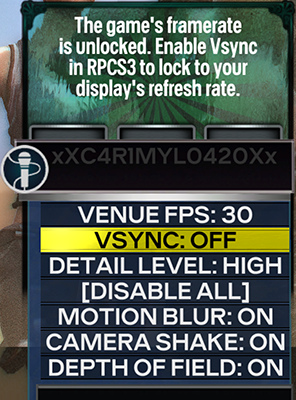 The game's framerate
is unlocked. Enable Vsync
in RPCS3 to lock to your
display's refresh rate.
xXC4R1MYL0420Xx
VENUE FPS: 30
VSYNC: OFF
DETAIL LEVEL: HIGH
[DISABLE ALL]
MOTION BLUR: ON
CAMERA SHAKE: ON
DEPTH OF FIELD: ON